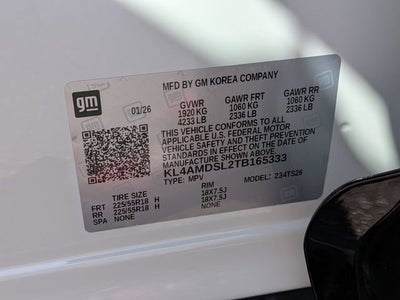 MFD BY GM KOREA COMPANY
gm
01/26
GVWR GAWR FRT GAWR RR
1920 KG 1060 KG 1060 KG
4233 LB 2336 LB 2336 LB
THIS VEHICLE CONFORMS TO ALL
APPLICABLE U.S. FEDERAL MOTOR
VEHICLE SAFETY AND THEFT PREVENTION
STANDARDS IN EFFECT ON THE DATE OF
MANUFACTURE SHOWN ABOVE.
KL4AMDSL2TB165333
TYPE: MPV MODEL: 234TS26
TIRE SIZE RIM
FRT 225/55R18 H 18X7.5J
RR 225/55R18 H 18X7.5J
SPA NONE NONE